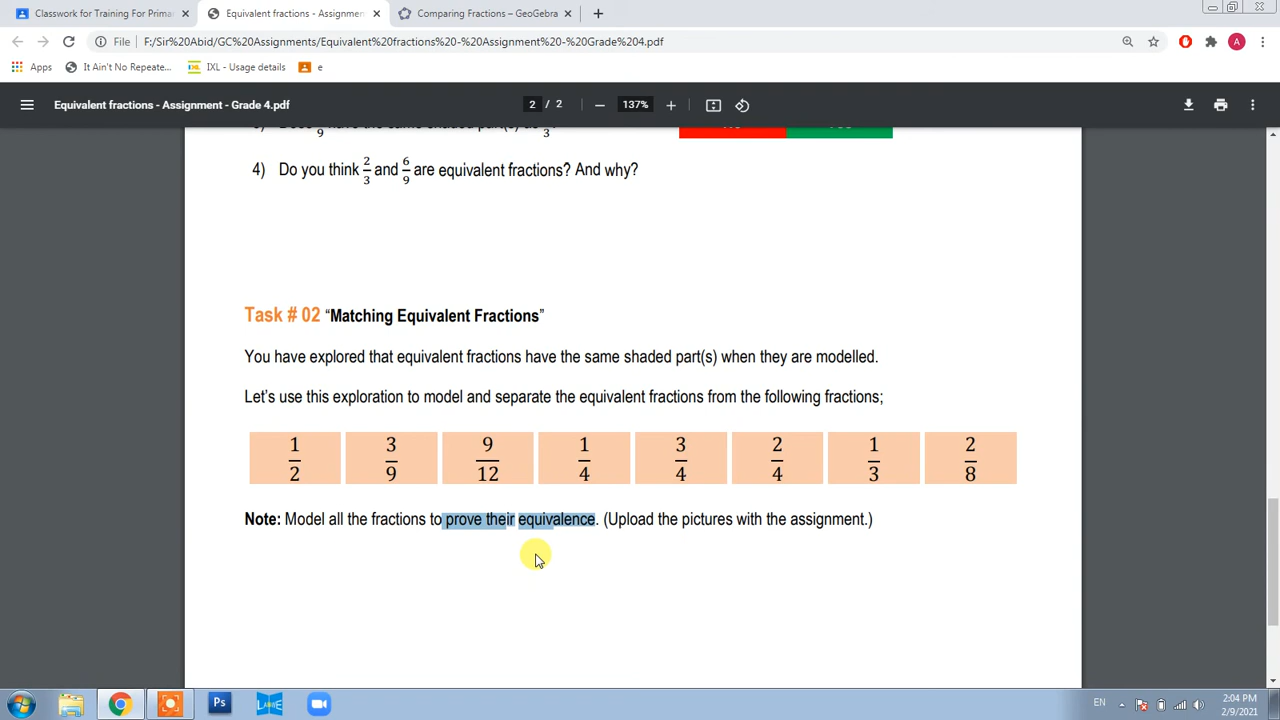 Classwork for Training For Prima
Equivalent fractions - Assignmen
Comparing Fractions – GeoGebra
File F:/Sir%20Abid/GC%20Assignments/Equivalent%20fractions%20-%20Assignment%20-%20Grade%204.pdf
Apps It Ain't No Repeate... IXL - Usage details e
Equivalent fractions - Assignment - Grade 4.pdf 2 / 2 137%
4) Do you think 2/3 and 6/9 are equivalent fractions? And why?
Task # 02 “Matching Equivalent Fractions”
You have explored that equivalent fractions have the same shaded part(s) when they are modelled.
Let’s use this exploration to model and separate the equivalent fractions from the following fractions;
1/2 3/9 9/12 1/4 3/4 2/4 1/3 2/8
Note: Model all the fractions to prove their equivalence. (Upload the pictures with the assignment.)
EN 2:04 PM
2/9/2021